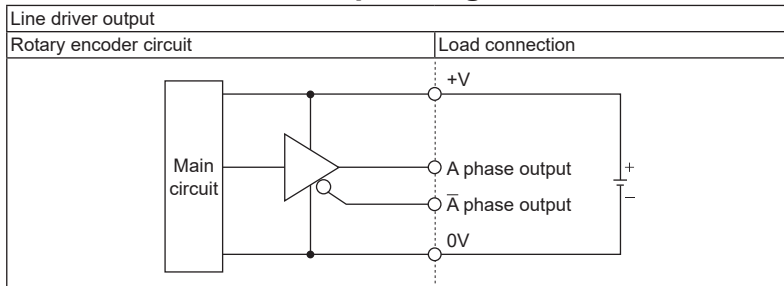 Line driver output
Rotary encoder circuit
Load connection
+V
Main
circuit
A phase output
+
A̅ phase output
−
0V